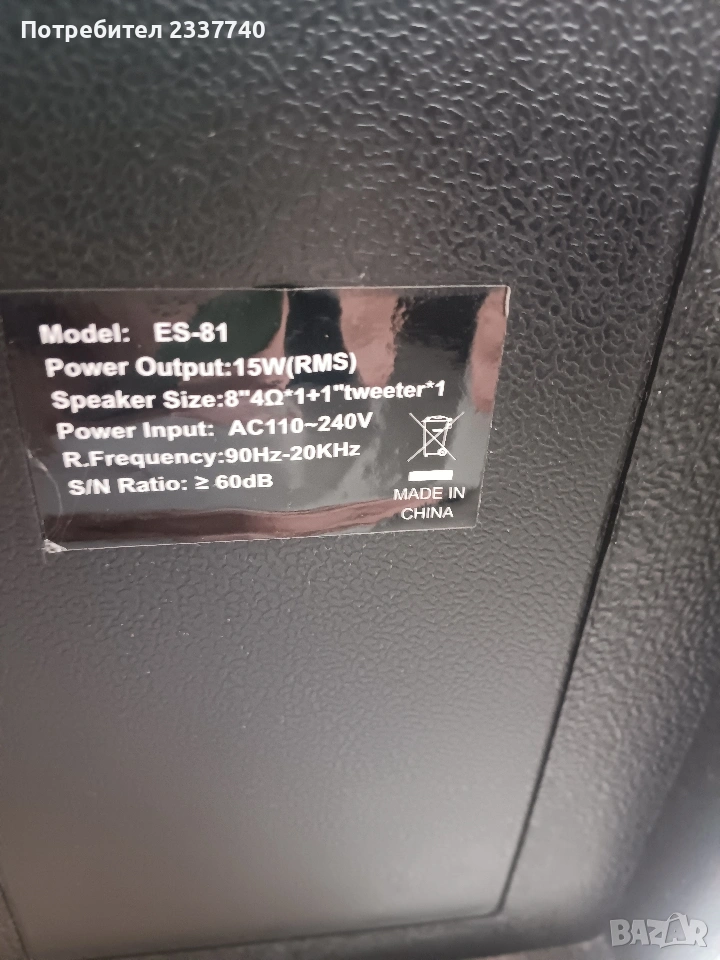 Потребител 2337740
Model: ES-81
Power Output:15W(RMS)
Speaker Size:8"4Ω*1+1"tweeter*1
Power Input: AC110~240V
R.Frequency:90Hz-20KHz
S/N Ratio: ≥ 60dB
MADE IN
CHINA
BAZAR